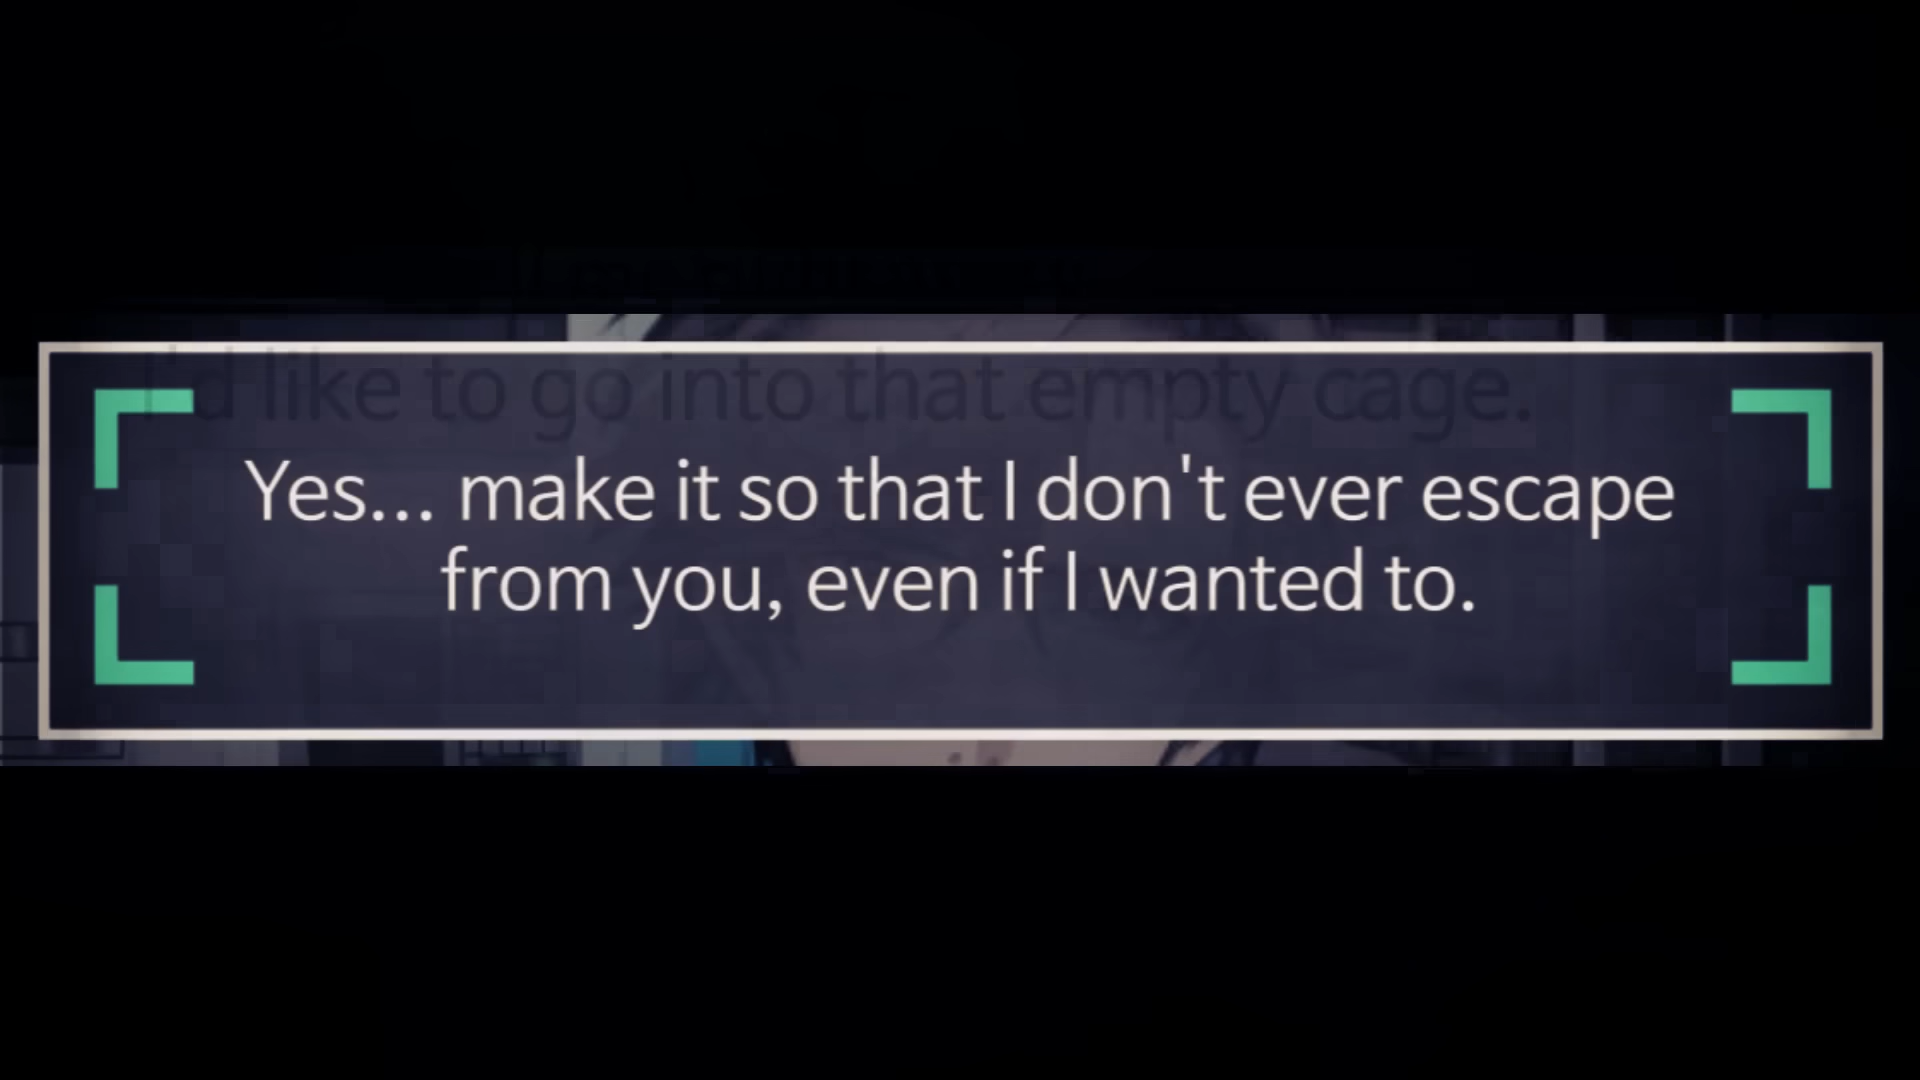 I'd like to go into that empty cage.
Yes... make it so that I don't ever escape
from you, even if I wanted to.